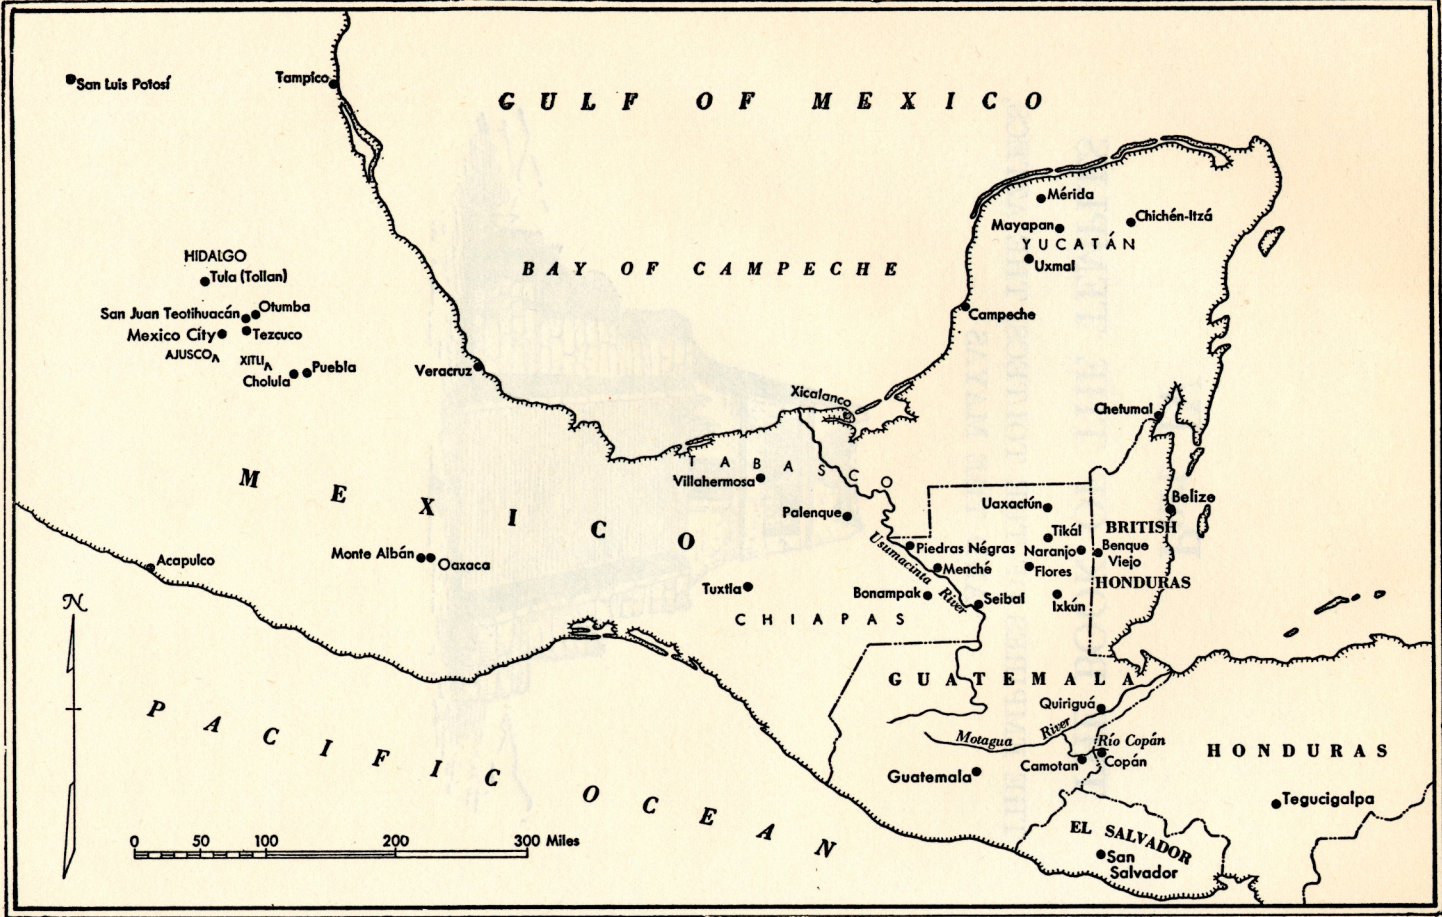 San Luis Potosí
Tampico
GULF OF MEXICO
Mérida
Mayapan
Chichén-Itzá
YUCATÁN
Uxmal
HIDALGO
Tula (Tollan)
BAY OF CAMPECHE
San Juan Teotihuacán
Otumba
Mexico City
Tezcuco
AJUSCO
XITLI
Cholula
Puebla
Veracruz
Campeche
Xicalanco
Chetumal
MEXICO
TABASCO
Villahermosa
Palenque
Uaxactún
Belize
Tikál
BRITISH
HONDURAS
Naranjo
Benque
Viejo
Flores
Ixkún
Piedras Négras
Menché
Usumacinta
River
Bonampak
Seibal
Acapulco
Monte Albán
Oaxaca
Tuxtla
CHIAPAS
N
GUATEMALA
Quiriguá
Motagua River
Río Copán
Camotan
Copán
Guatemala
HONDURAS
Tegucigalpa
PACIFIC OCEAN
EL SALVADOR
San
Salvador
0 50 100 200 300 Miles